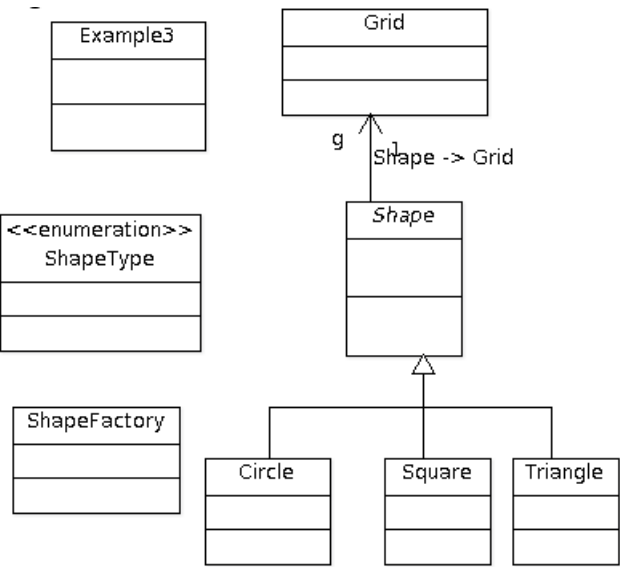 Example3
Grid
g
1
Shape -> Grid
Shape
<<enumeration>>
ShapeType
ShapeFactory
Circle
Square
Triangle